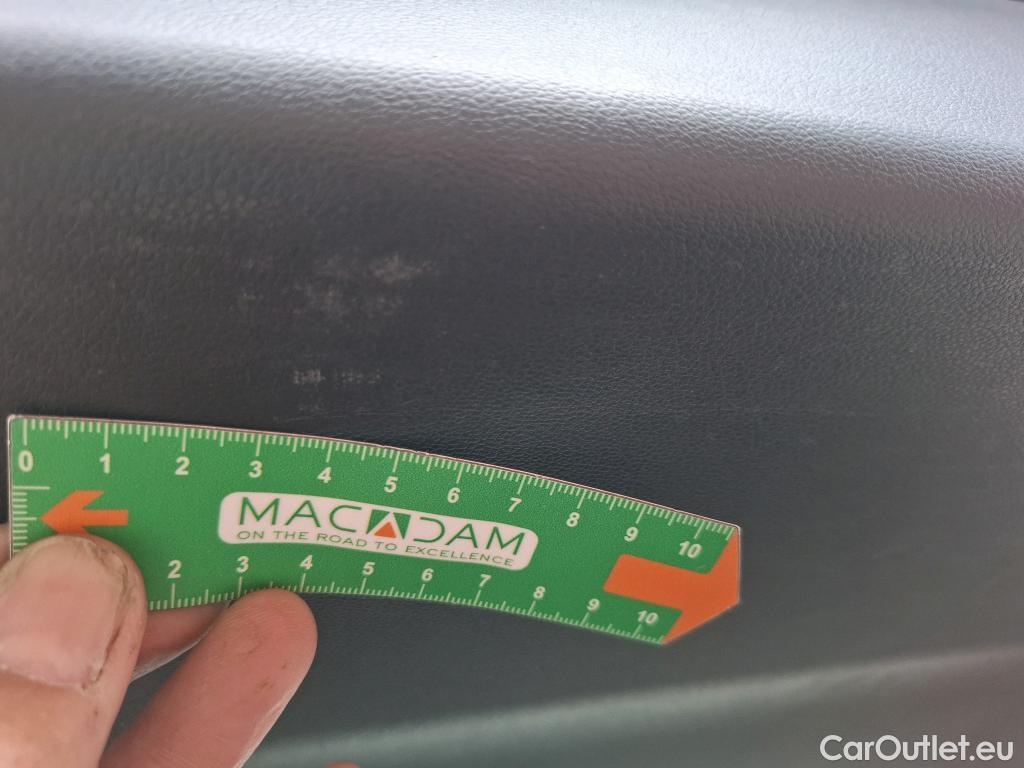 0 1 2 3 4 5 6 7 8 9 10
MACADAM
ON THE ROAD TO EXCELLENCE
2 3 4 5 6 7 8 9 10
CarOutlet.eu